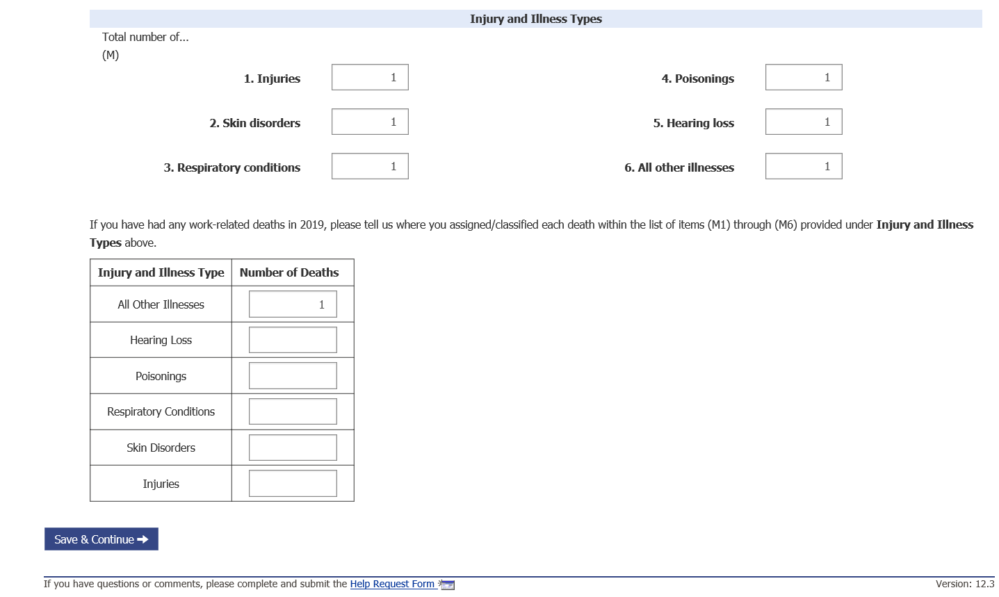 Injury and Illness Types
Total number of...
(M)
1. Injuries 1 4. Poisonings 1
2. Skin disorders 1 5. Hearing loss 1
3. Respiratory conditions 1 6. All other illnesses 1
If you have had any work-related deaths in 2019, please tell us where you assigned/classified each death within the list of items (M1) through (M6) provided under Injury and Illness
Types above.
Injury and Illness Type Number of Deaths
All Other Illnesses 1
Hearing Loss
Poisonings
Respiratory Conditions
Skin Disorders
Injuries
Save & Continue
If you have questions or comments, please complete and submit the Help Request Form Version: 12.3